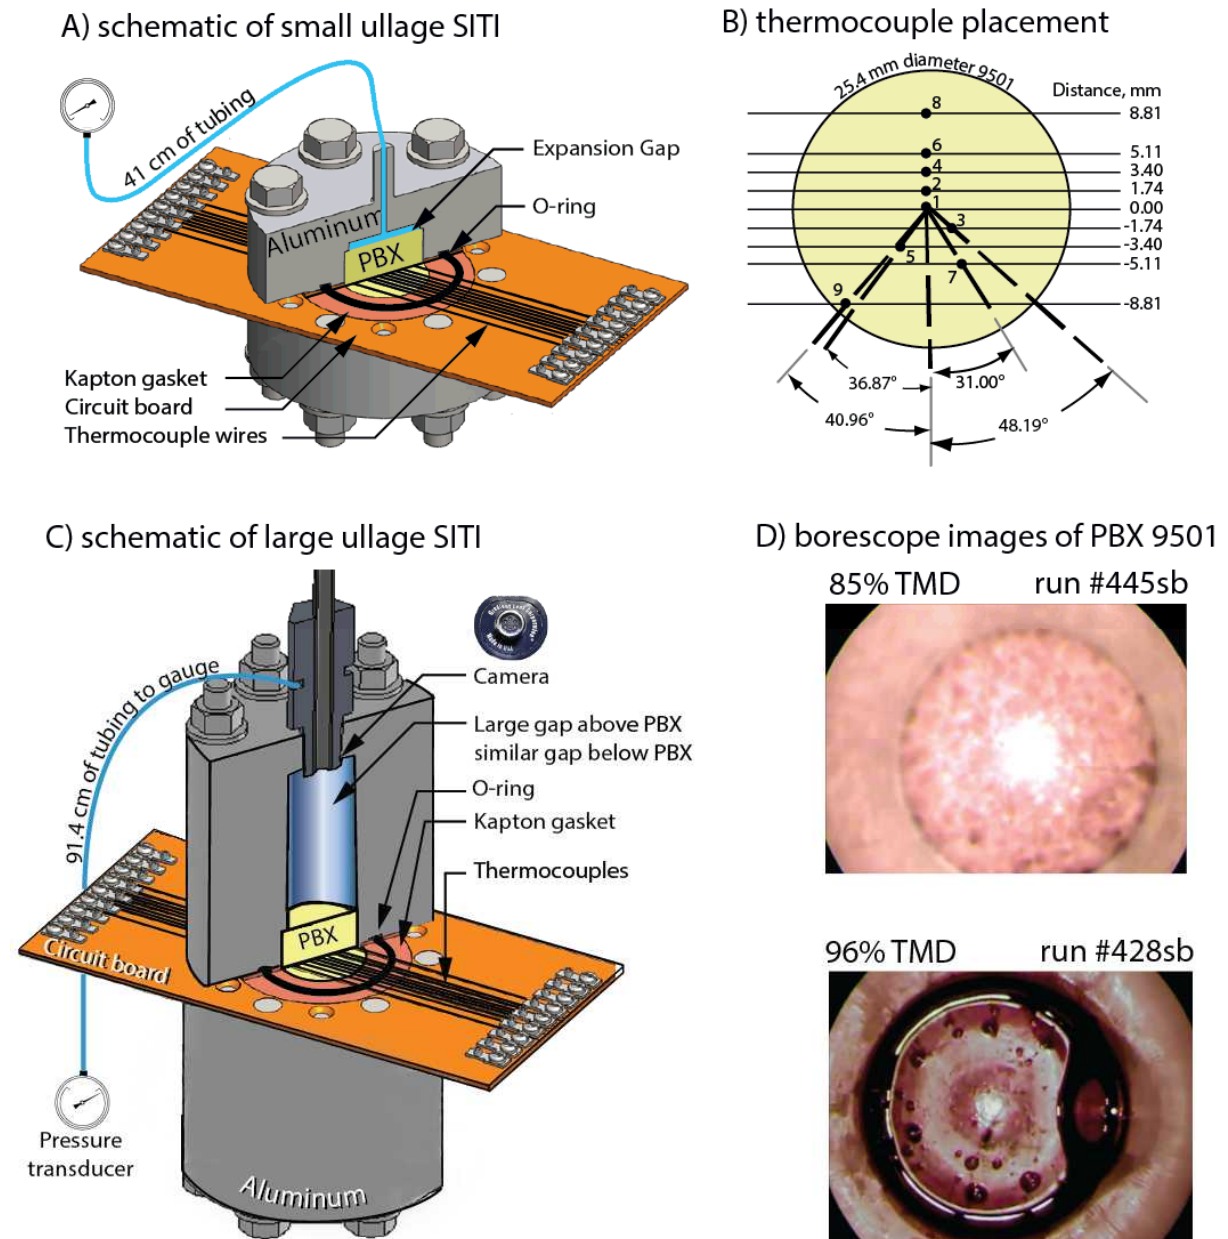 A) schematic of small ullage SITI
41 cm of tubing
Expansion Gap
O-ring
Aluminum
PBX
Kapton gasket
Circuit board
Thermocouple wires
B) thermocouple placement
25.4 mm diameter 9501
Distance, mm
8
8.81
6
5.11
4
3.40
2
1.74
1
0.00
3
-1.74
5
-3.40
7
-5.11
9
-8.81
36.87°
31.00°
40.96°
48.19°
C) schematic of large ullage SITI
91.4 cm of tubing to gauge
Camera
Large gap above PBX
similar gap below PBX
O-ring
Kapton gasket
Thermocouples
PBX
Circuit board
Pressure
transducer
Aluminum
D) borescope images of PBX 9501
85% TMD run #445sb
96% TMD run #428sb